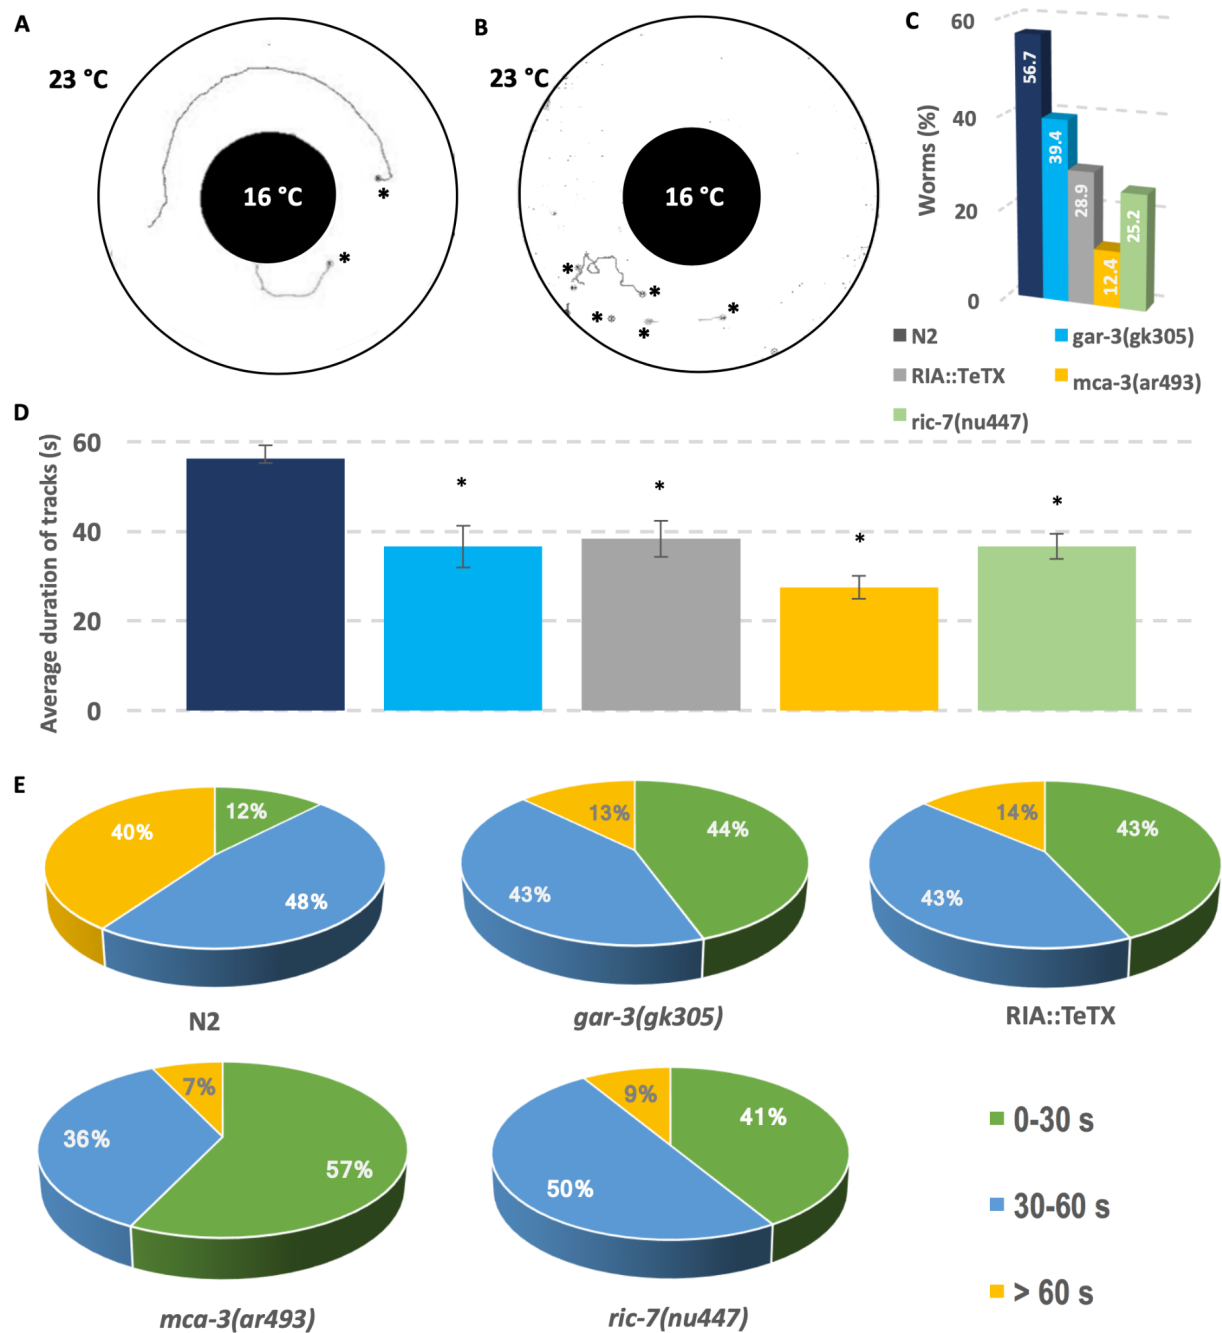 A
23 °C
16 °C
*
*
B
23 °C
16 °C
*
*
*
*
*
C
Worms (%)
60
40
20
0
56.7
39.4
28.9
12.4
25.2
N2
gar-3(gk305)
RIA::TeTX
mca-3(ar493)
ric-7(nu447)
D
Average duration of tracks (s)
60
40
20
0
*
*
*
*
E
40%
12%
48%
N2
13%
44%
43%
gar-3(gk305)
14%
43%
43%
RIA::TeTX
7%
36%
57%
mca-3(ar493)
9%
41%
50%
ric-7(nu447)
0-30 s
30-60 s
> 60 s